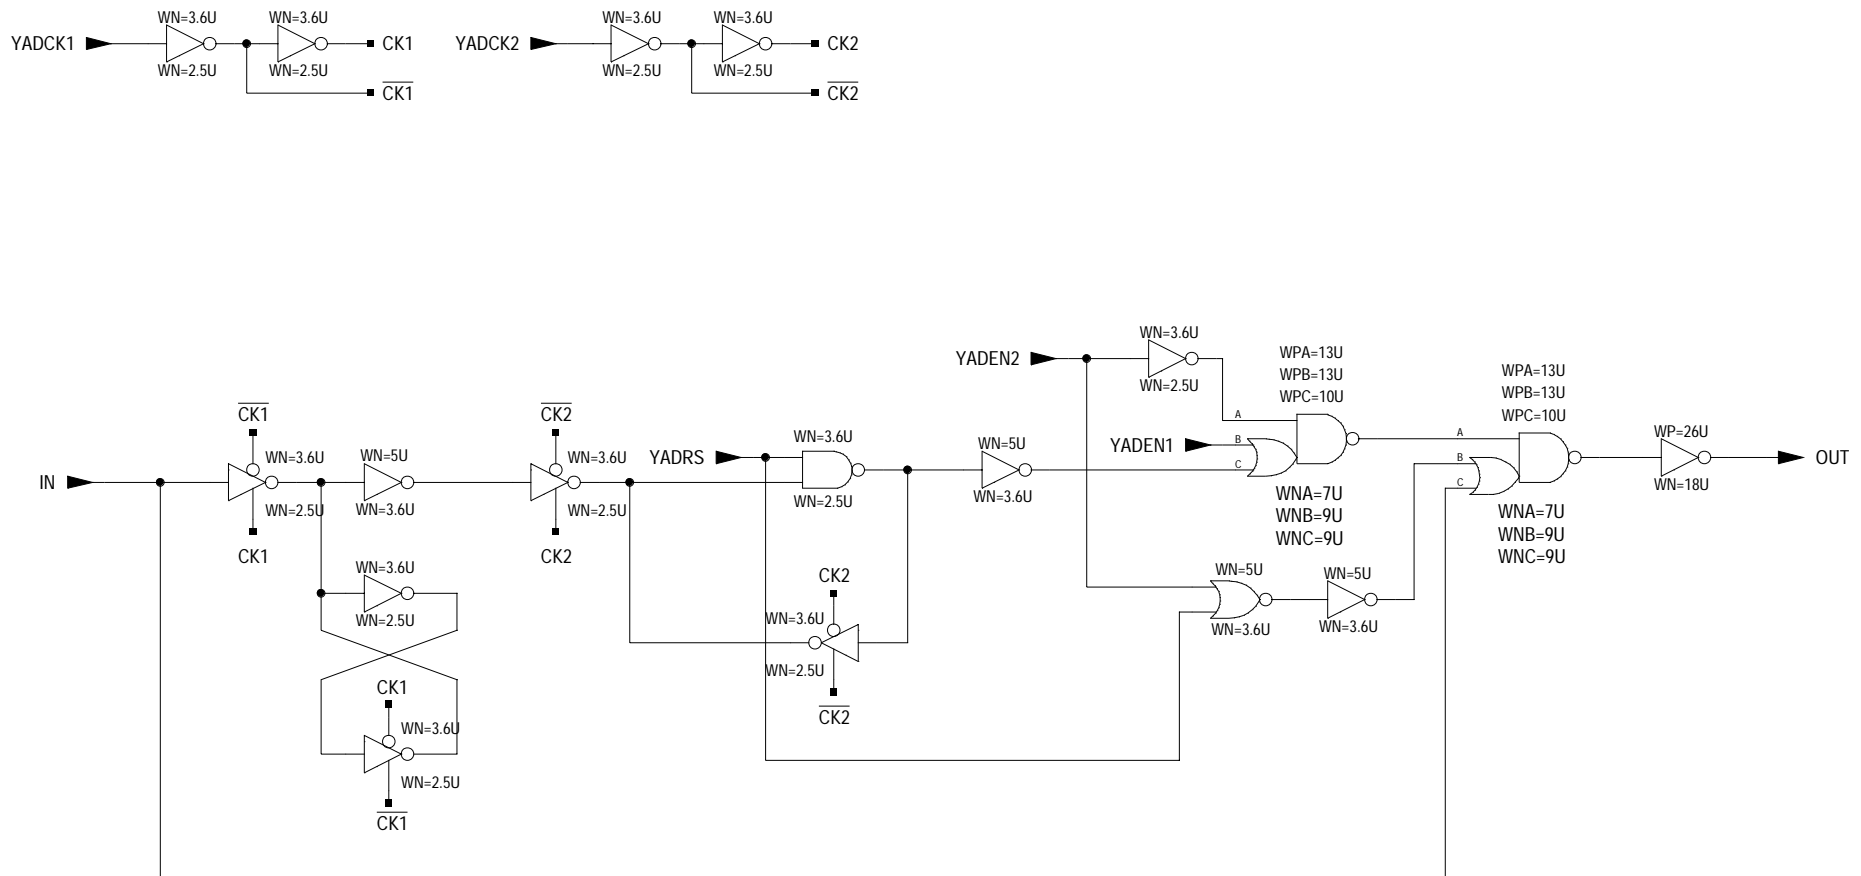 WN=3.6U WN=3.6U WN=3.6U WN=3.6U
YADCK1 CK1 YADCK2 CK2
WN=2.5U WN=2.5U WN=2.5U WN=2.5U
CK1 CK2
WN=3.6U
YADEN2
WPA=13U
WPA=13U
WPB=13U
WPB=13U
WN=2.5U
WPC=10U
WPC=10U
CK1 CK2
A
WN=3.6U
WN=5U
YADEN1 B
A
WP=26U
WN=3.6U WN=5U WN=3.6U
YADRS
C
B
OUT
IN
WN=2.5U WN=3.6U WN=2.5U WN=2.5U WN=3.6U
C
WN=18U
WNA=7U
WNB=9U
WNC=9U
WNA=7U
WNB=9U
WNC=9U
CK1 CK2
WN=3.6U
CK2
WN=5U WN=5U
WN=2.5U
WN=3.6U
WN=3.6U WN=3.6U
WN=2.5U
CK1
CK2
WN=3.6U
WN=2.5U
CK1